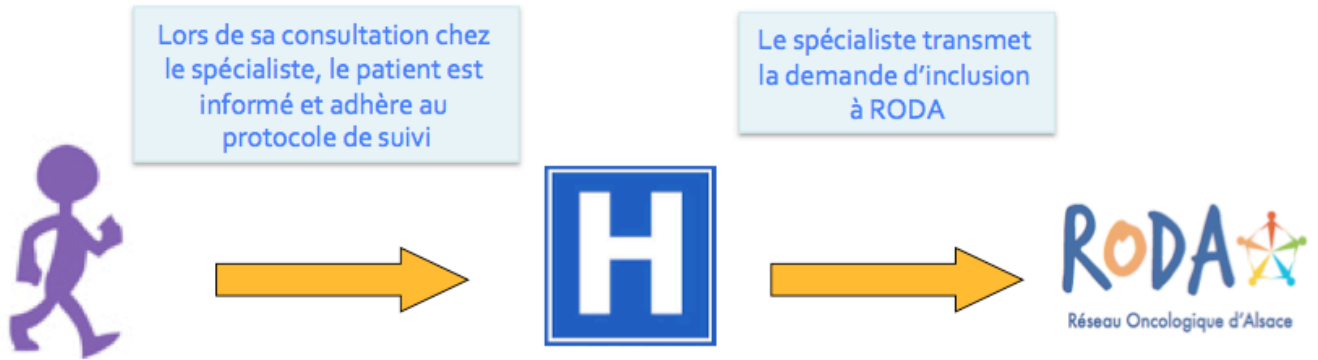 Lors de sa consultation chez
le spécialiste, le patient est
informé et adhère au
protocole de suivi
Le spécialiste transmet
la demande d'inclusion
à RODA
H
RODA
Réseau Oncologique d'Alsace